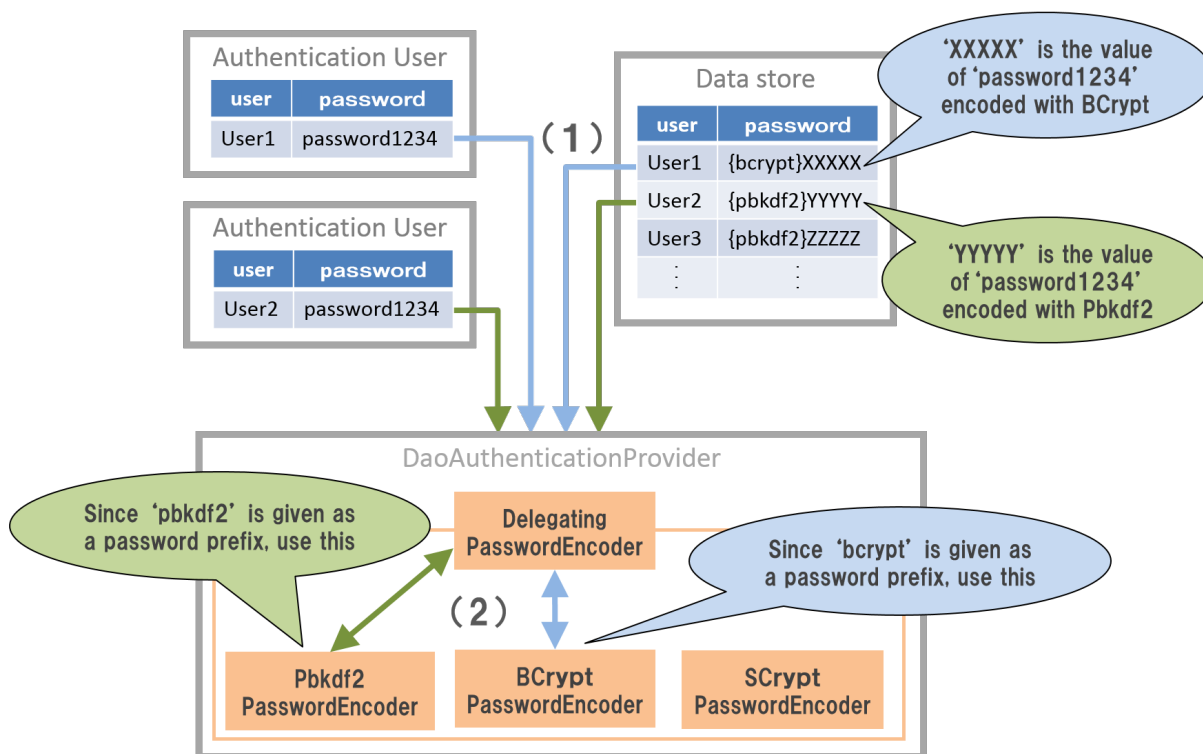 Authentication User
user password
User1 password1234
Authentication User
user password
User2 password1234
(1)
Data store
user password
User1 {bcrypt}XXXXX
User2 {pbkdf2}YYYYY
User3 {pbkdf2}ZZZZZ
⋮ ⋮
‘XXXXX’ is the value
of ‘password1234’
encoded with BCrypt
‘YYYYY’ is the value
of ‘password1234’
encoded with Pbkdf2
DaoAuthenticationProvider
Since ‘pbkdf2’ is given as
a password prefix, use this
Delegating
PasswordEncoder
Since ‘bcrypt’ is given as
a password prefix, use this
(2)
Pbkdf2
PasswordEncoder
BCrypt
PasswordEncoder
SCrypt
PasswordEncoder